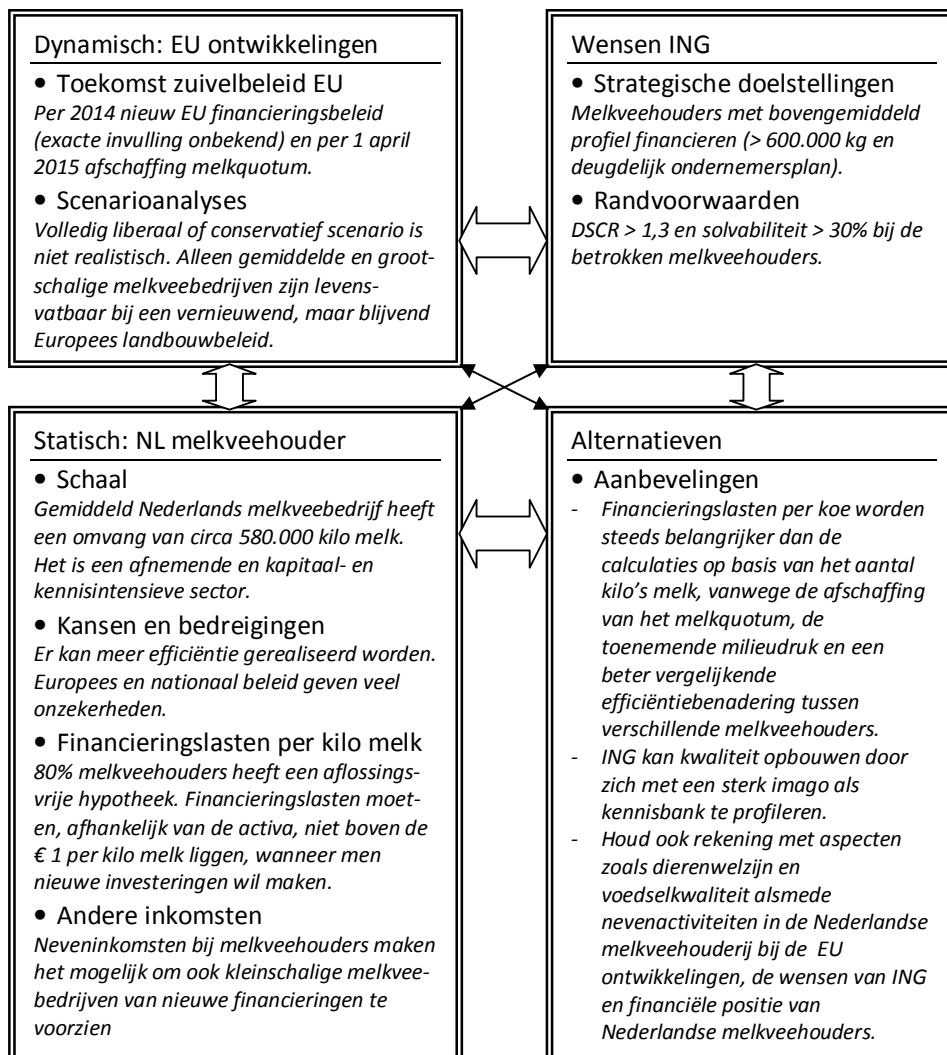 Dynamisch: EU ontwikkelingen
• Toekomst zuivelbeleid EU
Per 2014 nieuw EU financieringsbeleid
(exacte invulling onbekend) en per 1 april
2015 afschaffing melkquotum.
• Scenarioanalyses
Volledig liberaal of conservatief scenario is
niet realistisch. Alleen gemiddelde en groot-
schalige melkveebedrijven zijn levens-
vatbaar bij een vernieuwend, maar blijvend
Europees landbouwbeleid.
Wensen ING
• Strategische doelstellingen
Melkveehouders met bovengemiddeld
profiel financieren (> 600.000 kg en
deugdelijk ondernemersplan).
• Randvoorwaarden
DSCR > 1,3 en solvabiliteit > 30% bij de
betrokken melkveehouders.
Statisch: NL melkveehouder
• Schaal
Gemiddeld Nederlands melkveebedrijf heeft
een omvang van circa 580.000 kilo melk.
Het is een afnemende en kapitaal- en
kennisintensieve sector.
• Kansen en bedreigingen
Er kan meer efficiëntie gerealiseerd worden.
Europees en nationaal beleid geven veel
onzekerheden.
• Financieringslasten per kilo melk
80% melkveehouders heeft een aflossings-
vrije hypotheek. Financieringslasten moet-
en, afhankelijk van de activa, niet boven de
€ 1 per kilo melk liggen, wanneer men
nieuwe investeringen wil maken.
• Andere inkomsten
Neveninkomsten bij melkveehouders maken
het mogelijk om ook kleinschalige melkvee-
bedrijven van nieuwe financieringen te
voorzien
Alternatieven
• Aanbevelingen
- Financieringslasten per koe worden
steeds belangrijker dan de
calculaties op basis van het aantal
kilo's melk, vanwege de afschaffing
van het melkquotum, de
toenemende milieudruk en een
beter vergelijkende
efficiëntiebenadering tussen
verschillende melkveehouders.
- ING kan kwaliteit opbouwen door
zich met een sterk imago als
kennisbank te profileren.
- Houd ook rekening met aspecten
zoals dierenwelzijn en
voedselkwaliteit alsmede
nevenactiviteiten in de Nederlandse
melkveehouderij bij de EU
ontwikkelingen, de wensen van ING
en financiële positie van
Nederlandse melkveehouders.